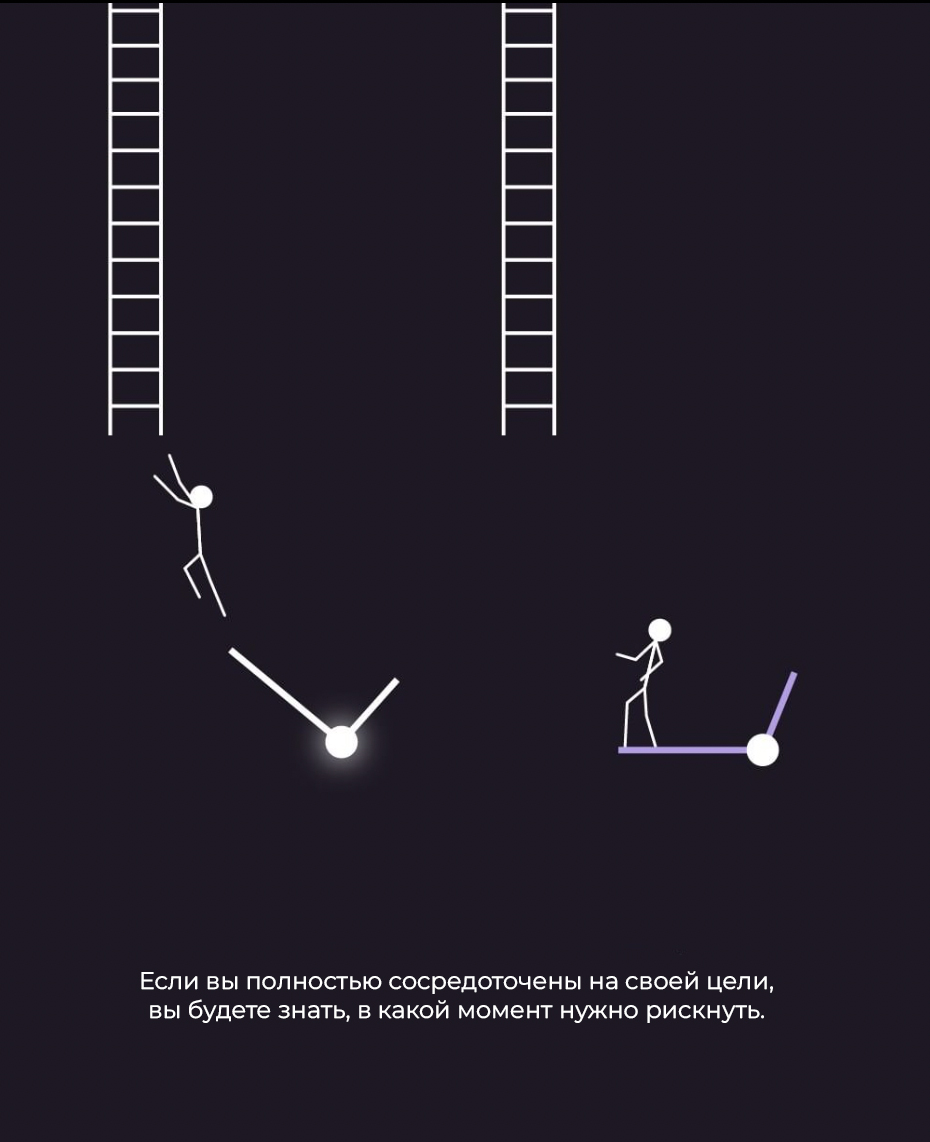 Если вы полностью сосредоточены на своей цели,
вы будете знать, в какой момент нужно рискнуть.